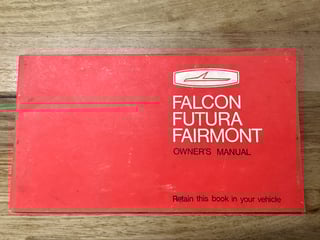 FALCON
FUTURA
FAIRMONT
OWNER'S MANUAL
Retain this book in your vehicle